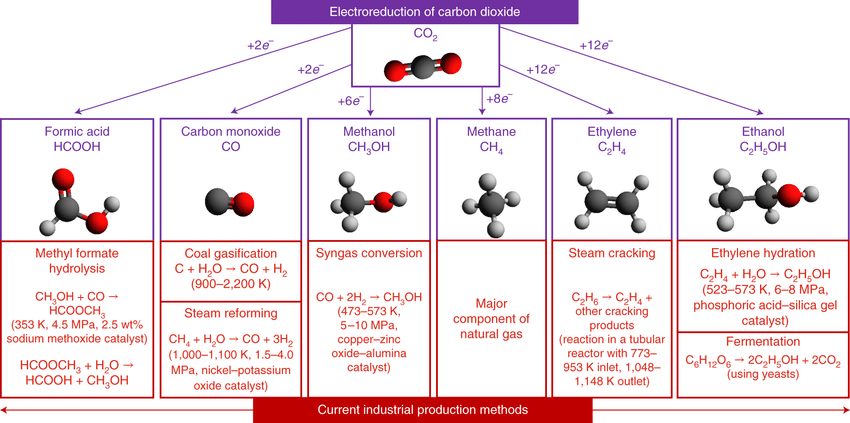 Electroreduction of carbon dioxide
CO₂
+2e⁻
+2e⁻
+6e⁻
+8e⁻
+12e⁻
+12e⁻
Formic acid
HCOOH
Carbon monoxide
CO
Methanol
CH₃OH
Methane
CH₄
Ethylene
C₂H₄
Ethanol
C₂H₅OH
Methyl formate
hydrolysis
CH₃OH + CO →
HCOOCH₃
(353 K, 4.5 MPa, 2.5 wt%
sodium methoxide catalyst)
HCOOCH₃ + H₂O →
HCOOH + CH₃OH
Coal gasification
C + H₂O → CO + H₂
(900–2,200 K)
Steam reforming
CH₄ + H₂O → CO + 3H₂
(1,000–1,100 K, 1.5–4.0
MPa, nickel–potassium
oxide catalyst)
Syngas conversion
CO + 2H₂ → CH₃OH
(473–573 K,
5–10 MPa,
copper–zinc
oxide–alumina
catalyst)
Major
component of
natural gas
Steam cracking
C₂H₆ → C₂H₄ +
other cracking
products
(reaction in a tubular
reactor with 773–
953 K inlet, 1,048–
1,148 K outlet)
Ethylene hydration
C₂H₄ + H₂O → C₂H₅OH
(523–573 K, 6–8 MPa,
phosphoric acid–silica gel
catalyst)
Fermentation
C₆H₁₂O₆ → 2C₂H₅OH + 2CO₂
(using yeasts)
Current industrial production methods